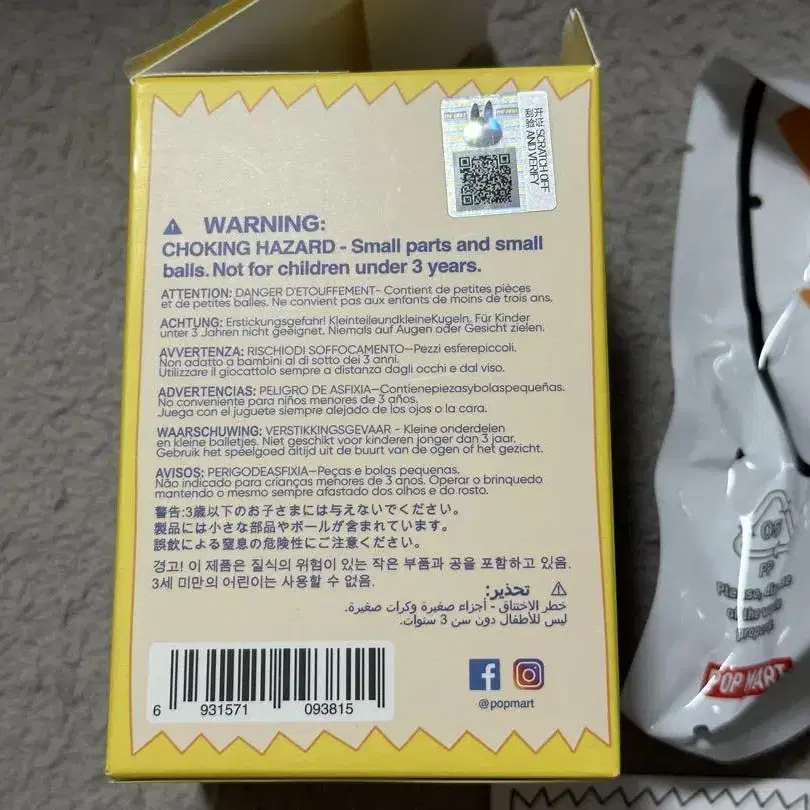 开启
刮验
SCRATCH OFF
AND VERIFY
WARNING:
CHOKING HAZARD - Small parts and small
balls. Not for children under 3 years.
ATTENTION: DANGER D'ETOUFFEMENT- Contient de petites pièces
et de petites balles. Ne convient pas aux enfants de moins de trois ans.
ACHTUNG: Erstickungsgefahr! KleinteileundkleineKugeln. Für Kinder
unter 3 Jahren nicht geeignet. Niemals auf Augen oder Gesicht zielen.
AVVERTENZA: RISCHIODI SOFFOCAMENTO—Pezzi esferepiccoli.
Non adatto a bambini al di sotto dei 3 anni.
Utilizzare il giocattolo sempre a distanza dagli occhi e dal viso.
ADVERTENCIAS: PELIGRO DE ASFIXIA—Contienepiezasybolaspequeñas.
No conveniente para niños menores de 3 años.
Juega con el juguete siempre alejado de los ojos o la cara.
WAARSCHUWING: VERSTIKKINGSGEVAAR - Kleine onderdelen
en kleine balletjes. Niet geschikt voor kinderen jonger dan 3 jaar.
Gebruik het speelgoed altijd uit de buurt van de ogen of het gezicht.
AVISOS: PERIGODEASFIXIA—Peças e bolas pequenas.
Não indicado para crianças menores de 3 anos. Operar o brinquedo
mantendo o mesmo sempre afastado dos olhos e do rosto.
警告:3歳以下のお子さまには与えないでください。
製品には小さな部品やボールが含まれています。
誤飲による窒息の危険性にご注意ください。
경고! 이 제품은 질식의 위험이 있는 작은 부품과 공을 포함하고 있음.
3세 미만의 어린이는 사용할 수 없음.
تحذير:
خطر الاختناق - أجزاء صغيرة وكرات صغيرة.
ليس للأطفال دون سن 3 سنوات.
6 931571 093815
@popmart
05
PP
Please, dispose
of the waste
properly
POP MART